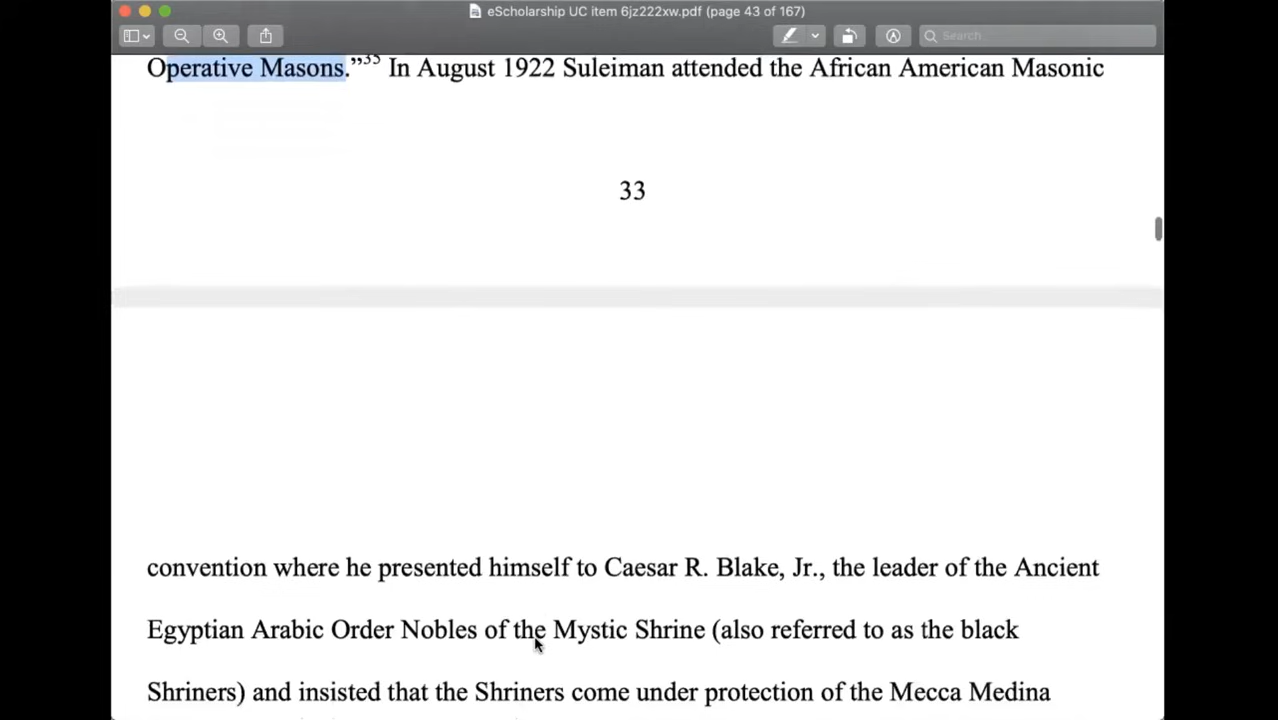 eScholarship UC item 6jz222xw.pdf (page 43 of 167)
Search
Operative Masons.”³⁵ In August 1922 Suleiman attended the African American Masonic
33
convention where he presented himself to Caesar R. Blake, Jr., the leader of the Ancient
Egyptian Arabic Order Nobles of the Mystic Shrine (also referred to as the black
Shriners) and insisted that the Shriners come under protection of the Mecca Medina